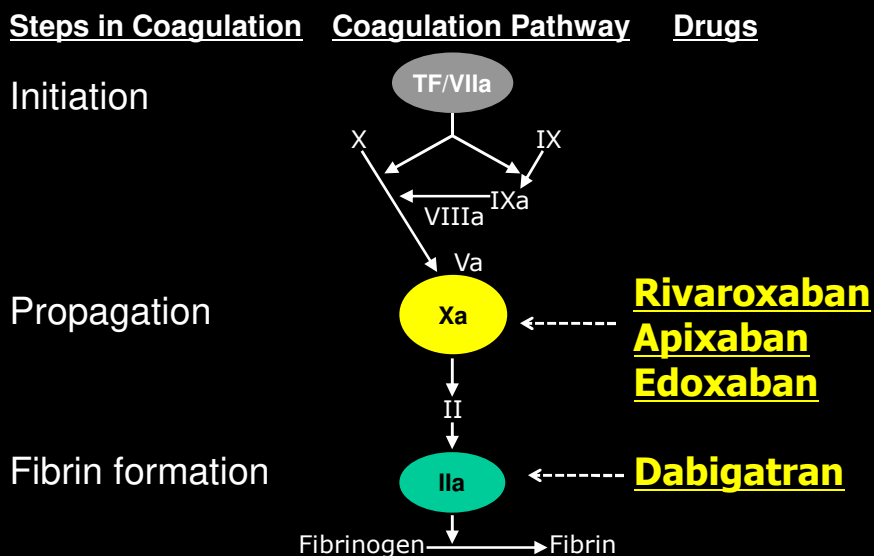 Steps in Coagulation Coagulation Pathway Drugs
Initiation
TF/VIIa
X
IX
IXa
VIIIa
Va
Propagation
Xa
Rivaroxaban
Apixaban
Edoxaban
II
Fibrin formation
IIa
Dabigatran
Fibrinogen Fibrin